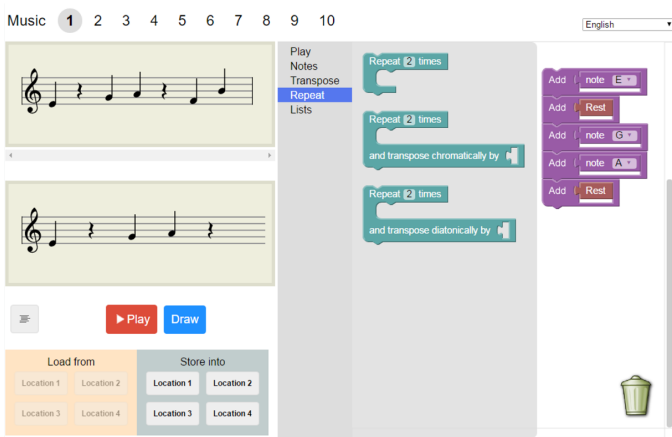 Music 1 2 3 4 5 6 7 8 9 10
English
Play
Notes
Transpose
Repeat
Lists
Repeat 2 times
Repeat 2 times
and transpose chromatically by
Repeat 2 times
and transpose diatonically by
Add note E
Add Rest
Add note G
Add note A
Add Rest
Play Draw
Load from
Location 1 Location 2
Location 3 Location 4
Store into
Location 1 Location 2
Location 3 Location 4